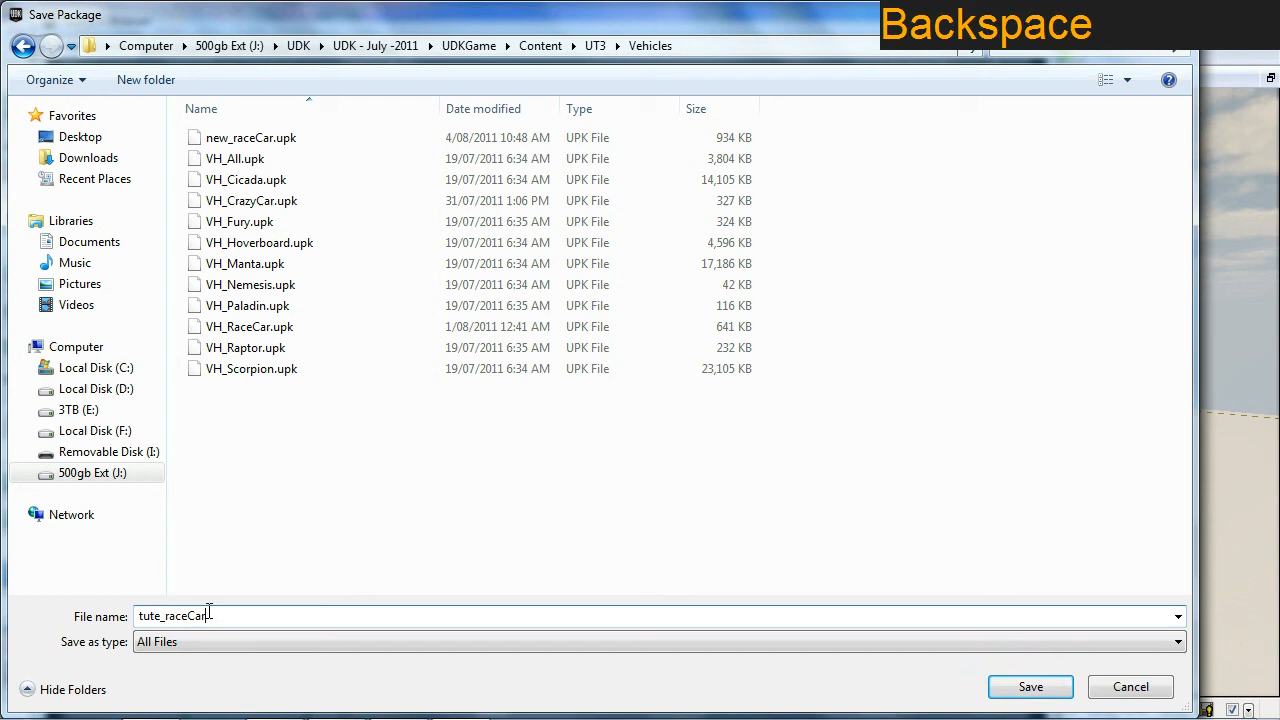 Save Package
Backspace
Computer 500gb Ext (J:) UDK UDK - July -2011 UDKGame Content UT3 Vehicles
Organize New folder
Favorites
Desktop
Downloads
Recent Places
Libraries
Documents
Music
Pictures
Videos
Computer
Local Disk (C:)
Local Disk (D:)
3TB (E:)
Local Disk (F:)
Removable Disk (I:)
500gb Ext (J:)
Network
Name Date modified Type Size
new_raceCar.upk 4/08/2011 10:48 AM UPK File 934 KB
VH_All.upk 19/07/2011 6:34 AM UPK File 3,804 KB
VH_Cicada.upk 19/07/2011 6:34 AM UPK File 14,105 KB
VH_CrazyCar.upk 31/07/2011 1:06 PM UPK File 327 KB
VH_Fury.upk 19/07/2011 6:35 AM UPK File 324 KB
VH_Hoverboard.upk 19/07/2011 6:34 AM UPK File 4,596 KB
VH_Manta.upk 19/07/2011 6:34 AM UPK File 17,186 KB
VH_Nemesis.upk 19/07/2011 6:34 AM UPK File 42 KB
VH_Paladin.upk 19/07/2011 6:35 AM UPK File 116 KB
VH_RaceCar.upk 1/08/2011 12:41 AM UPK File 641 KB
VH_Raptor.upk 19/07/2011 6:35 AM UPK File 232 KB
VH_Scorpion.upk 19/07/2011 6:34 AM UPK File 23,105 KB
File name: tute_raceCar
Save as type: All Files
Hide Folders Save Cancel